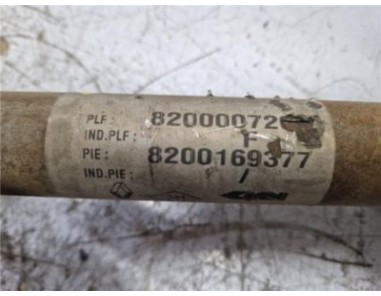 PLF: 82000072
IND.PLF: F
PIE: 8200169377
IND.PIE: /